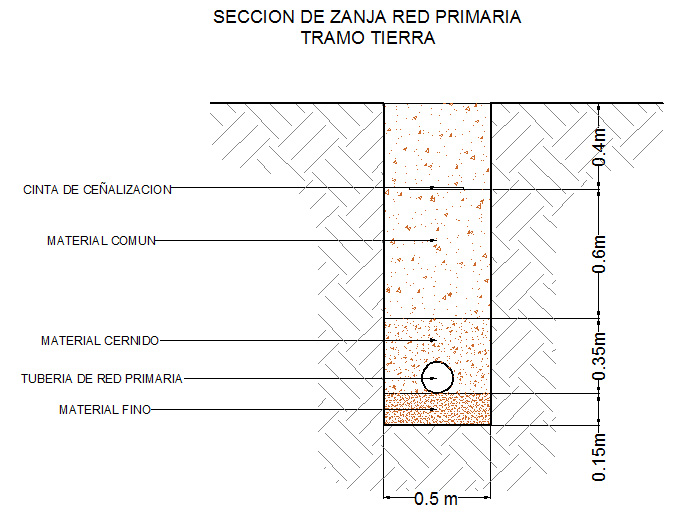 SECCION DE ZANJA RED PRIMARIA
TRAMO TIERRA
0.4m
CINTA DE CEÑALIZACION
MATERIAL COMUN
0.6m
MATERIAL CERNIDO
0.35m
TUBERIA DE RED PRIMARIA
MATERIAL FINO
0.15m
0.5 m